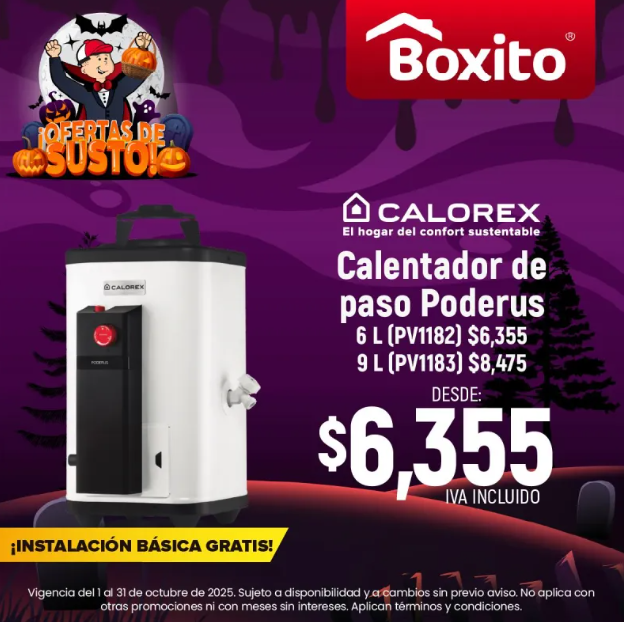 Boxito®
¡OFERTAS DE
SUSTO!
CALOREX
El hogar del confort sustentable
Calentador de
paso Poderus
6 L (PV1182) $6,355
9 L (PV1183) $8,475
DESDE:
$6,355
IVA INCLUIDO
CALOREX
PODERUS
¡INSTALACIÓN BÁSICA GRATIS!
Vigencia del 1 al 31 de octubre de 2025. Sujeto a disponibilidad y a cambios sin previo aviso. No aplica con
otras promociones ni con meses sin intereses. Aplican términos y condiciones.